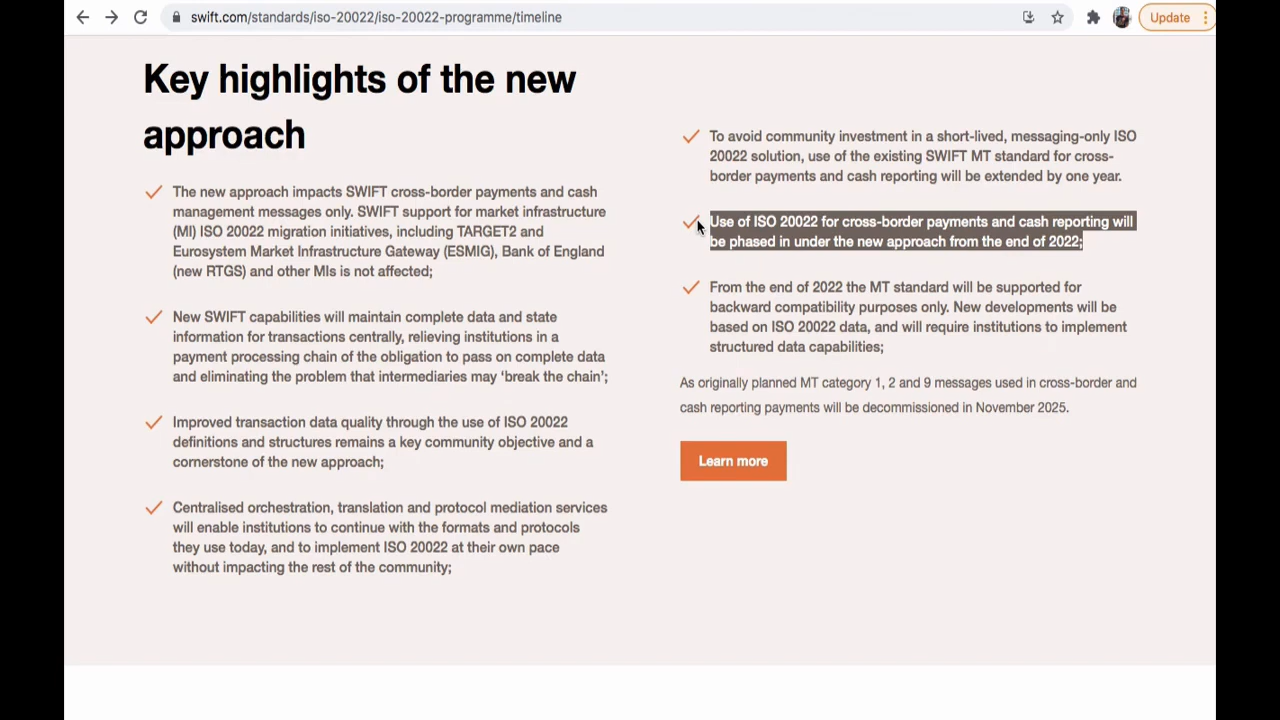 swift.com/standards/iso-20022/iso-20022-programme/timeline
Update
Key highlights of the new
approach
The new approach impacts SWIFT cross-border payments and cash
management messages only. SWIFT support for market infrastructure
(MI) ISO 20022 migration initiatives, including TARGET2 and
Eurosystem Market Infrastructure Gateway (ESMIG), Bank of England
(new RTGS) and other MIs is not affected;
New SWIFT capabilities will maintain complete data and state
information for transactions centrally, relieving institutions in a
payment processing chain of the obligation to pass on complete data
and eliminating the problem that intermediaries may ‘break the chain’;
Improved transaction data quality through the use of ISO 20022
definitions and structures remains a key community objective and a
cornerstone of the new approach;
Centralised orchestration, translation and protocol mediation services
will enable institutions to continue with the formats and protocols
they use today, and to implement ISO 20022 at their own pace
without impacting the rest of the community;
To avoid community investment in a short-lived, messaging-only ISO
20022 solution, use of the existing SWIFT MT standard for cross-
border payments and cash reporting will be extended by one year.
Use of ISO 20022 for cross-border payments and cash reporting will
be phased in under the new approach from the end of 2022;
From the end of 2022 the MT standard will be supported for
backward compatibility purposes only. New developments will be
based on ISO 20022 data, and will require institutions to implement
structured data capabilities;
As originally planned MT category 1, 2 and 9 messages used in cross-border and
cash reporting payments will be decommissioned in November 2025.
Learn more